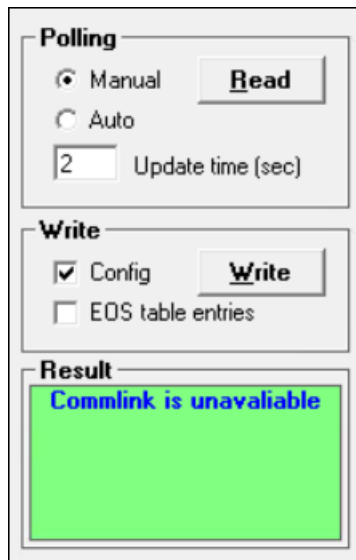 Polling
Manual
Read
Auto
2 Update time (sec)
Write
Config
Write
EOS table entries
Result
Commlink is unavaliable